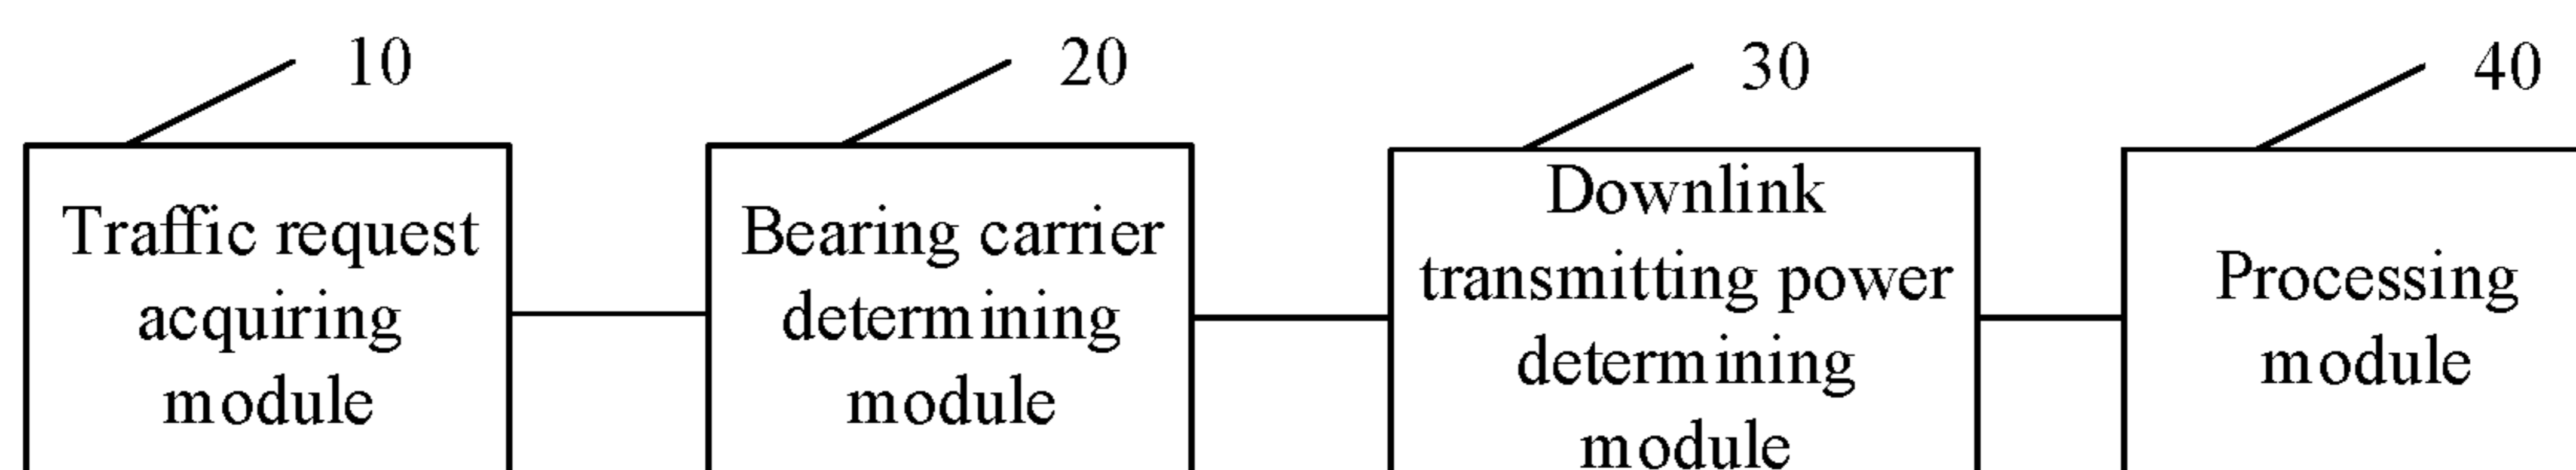 10
20
30
40
Traffic request
acquiring
module
Bearing carrier
determining
module
Downlink
transmitting power
determining
module
Processing
module